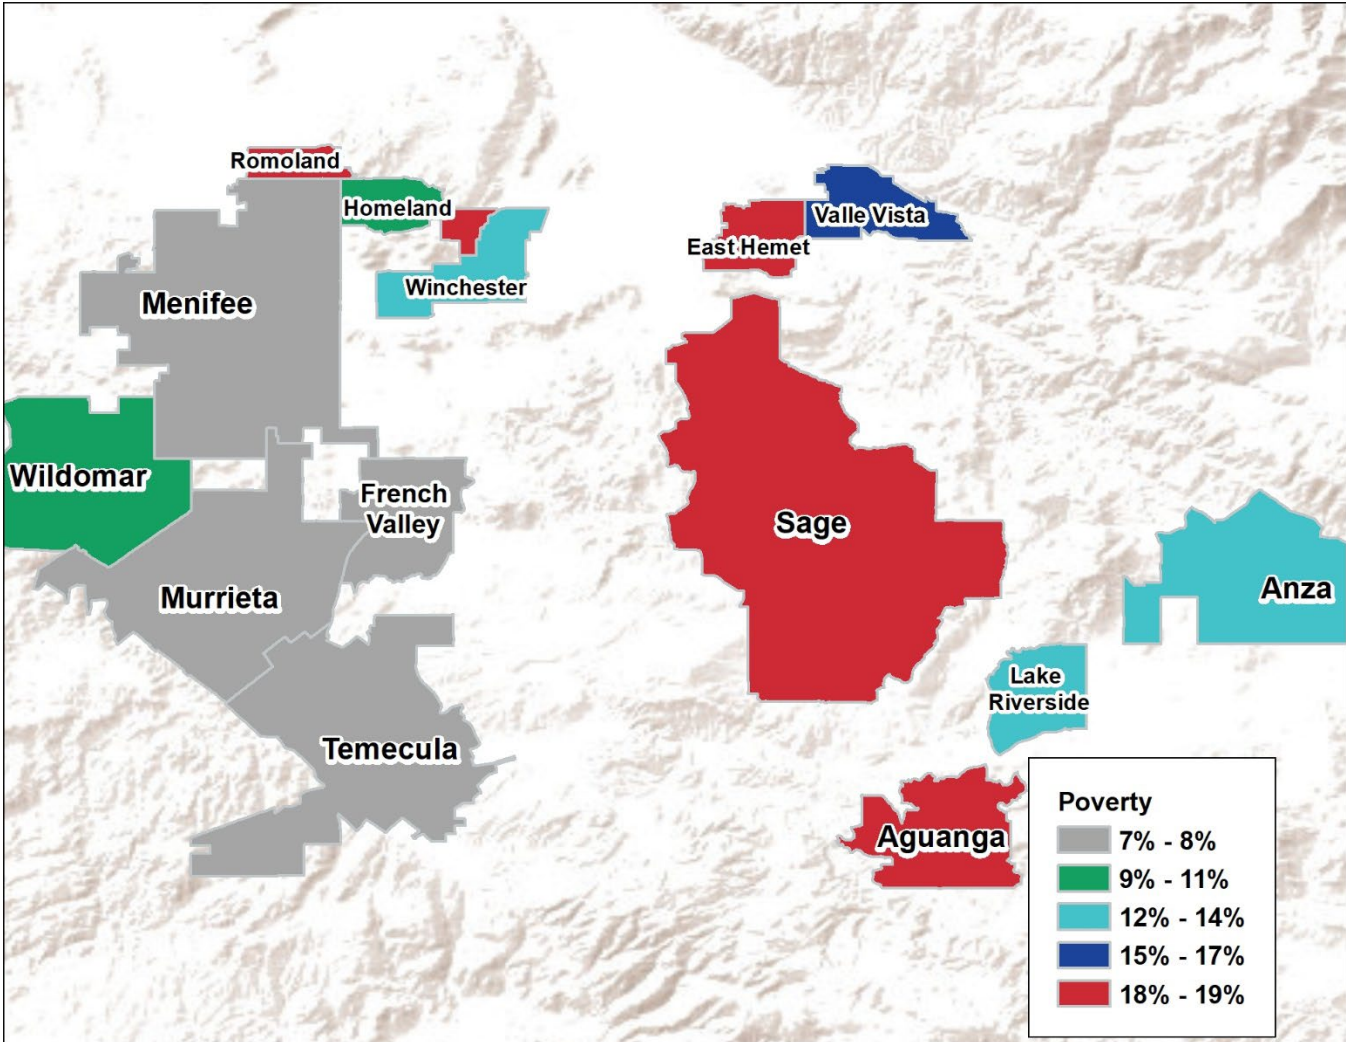 Romoland
Homeland
Valle Vista
East Hemet
Winchester
Menifee
Wildomar
French
Valley
Sage
Murrieta
Anza
Lake
Riverside
Temecula
Aguanga
Poverty
7% - 8%
9% - 11%
12% - 14%
15% - 17%
18% - 19%